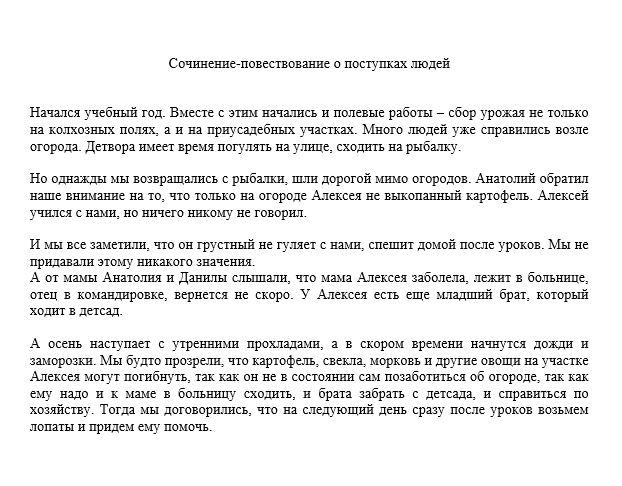 Сочинение-повествование о поступках людей
Начался учебный год. Вместе с этим начались и полевые работы – сбор урожая не только
на колхозных полях, а и на приусадебных участках. Много людей уже справились возле
огорода. Детвора имеет время погулять на улице, сходить на рыбалку.
Но однажды мы возвращались с рыбалки, шли дорогой мимо огородов. Анатолий обратил
наше внимание на то, что только на огороде Алексея не выкопанный картофель. Алексей
учился с нами, но ничего никому не говорил.
И мы все заметили, что он грустный не гуляет с нами, спешит домой после уроков. Мы не
придавали этому никакого значения.
А от мамы Анатолия и Данилы слышали, что мама Алексея заболела, лежит в больнице,
отец в командировке, вернется не скоро. У Алексея есть еще младший брат, который
ходит в детсад.
А осень наступает с утренними прохладами, а в скором времени начнутся дожди и
заморозки. Мы будто прозрели, что картофель, свекла, морковь и другие овощи на участке
Алексея могут погибнуть, так как он не в состоянии сам позаботиться об огороде, так как
ему надо и к маме в больницу сходить, и брата забрать с детсада, и справиться по
хозяйству. Тогда мы договорились, что на следующий день сразу после уроков возьмем
лопаты и придем ему помочь.